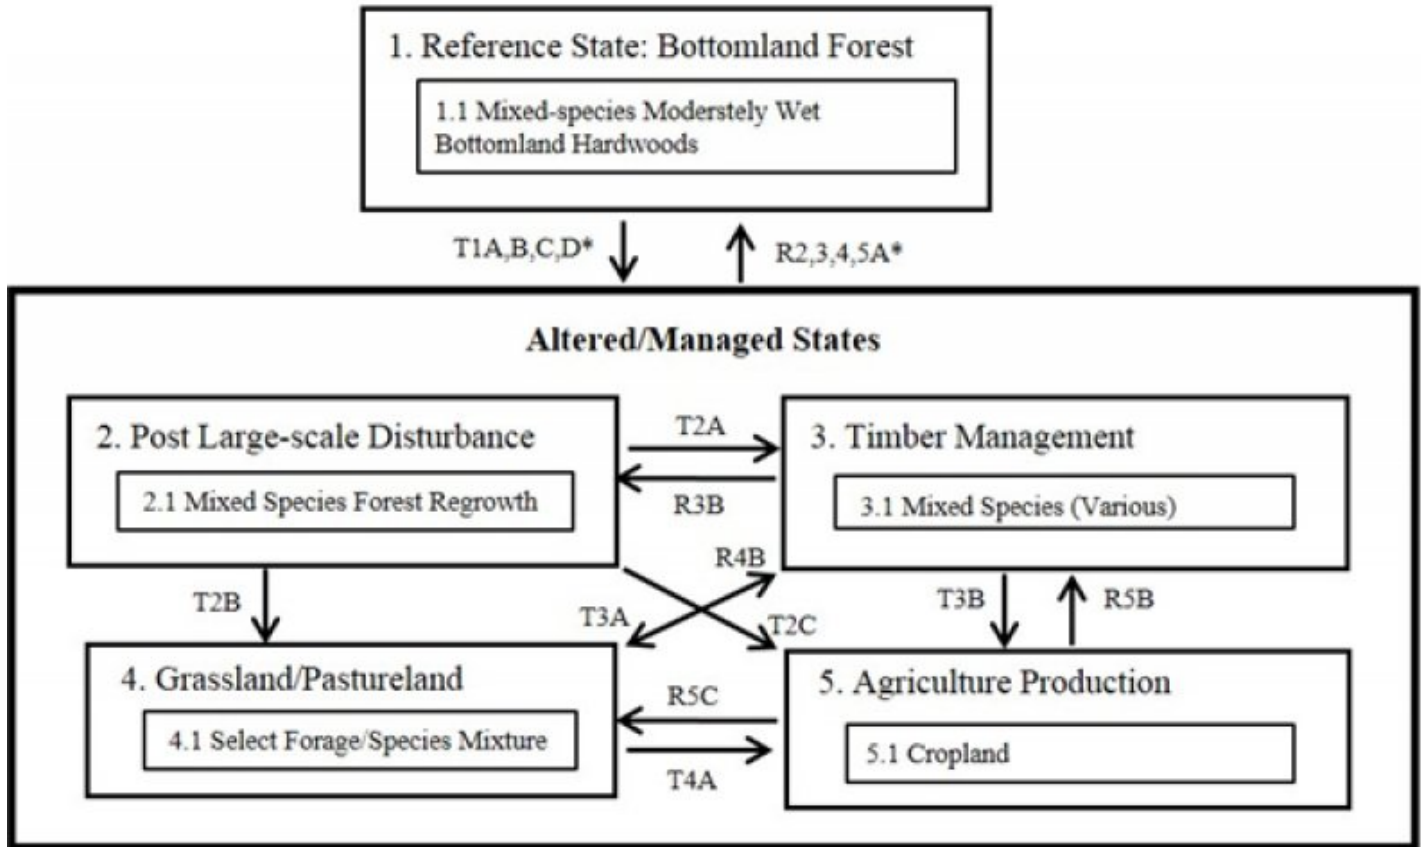 1. Reference State: Bottomland Forest
1.1 Mixed-species Moderstely Wet
Bottomland Hardwoods
T1A,B,C,D*
R2,3,4,5A*
Altered/Managed States
2. Post Large-scale Disturbance
2.1 Mixed Species Forest Regrowth
T2A
R3B
3. Timber Management
3.1 Mixed Species (Various)
T2B
R4B
T3A
T2C
T3B
R5B
4. Grassland/Pastureland
4.1 Select Forage/Species Mixture
R5C
T4A
5. Agriculture Production
5.1 Cropland